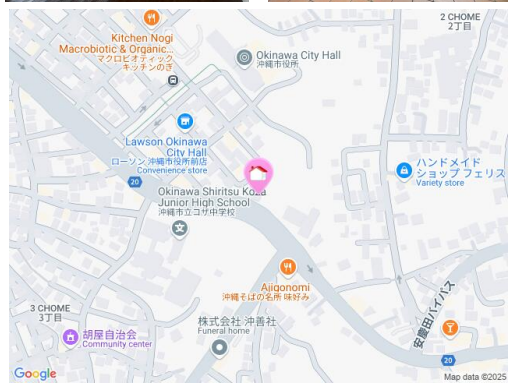 2 CHOME
2丁目
Kitchen Nogi
Macrobiotic & Organic...
マクロビオティック
キッチンのぎ
Okinawa City Hall
沖縄市役所
Lawson Okinawa
City Hall
ローソン 沖縄市役所前店
Convenience store
ハンドメイド
ショップ フェリス
Variety store
20
Okinawa Shiritsu Koza
Junior High School
沖縄市立コザ中学校
Ajigonomi
沖縄そばの名所 味好み
3 CHOME
3丁目
胡屋自治会
Community center
株式会社 沖善社
Funeral home
安慶田バイパス
20
Google
Map data ©2025